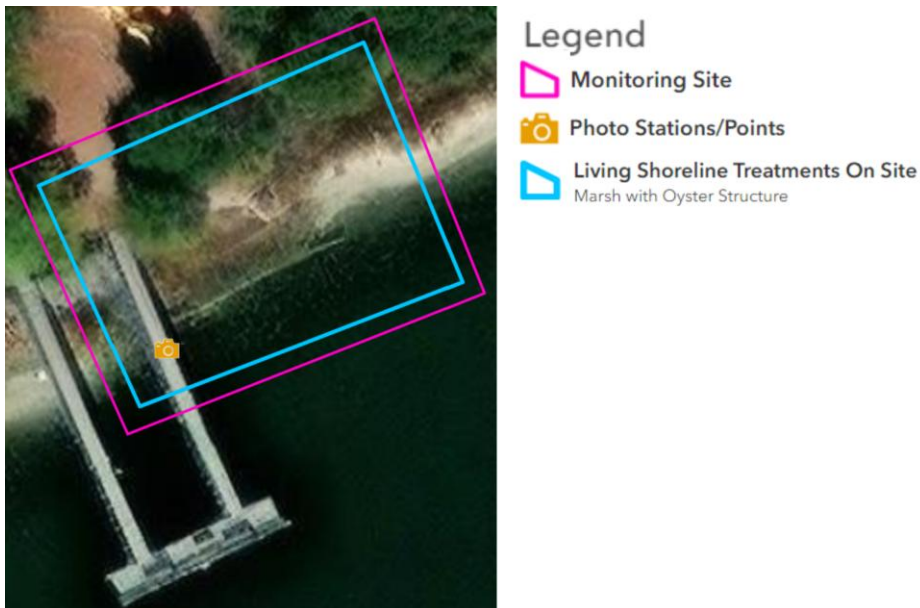 Legend
Monitoring Site
Photo Stations/Points
Living Shoreline Treatments On Site
Marsh with Oyster Structure